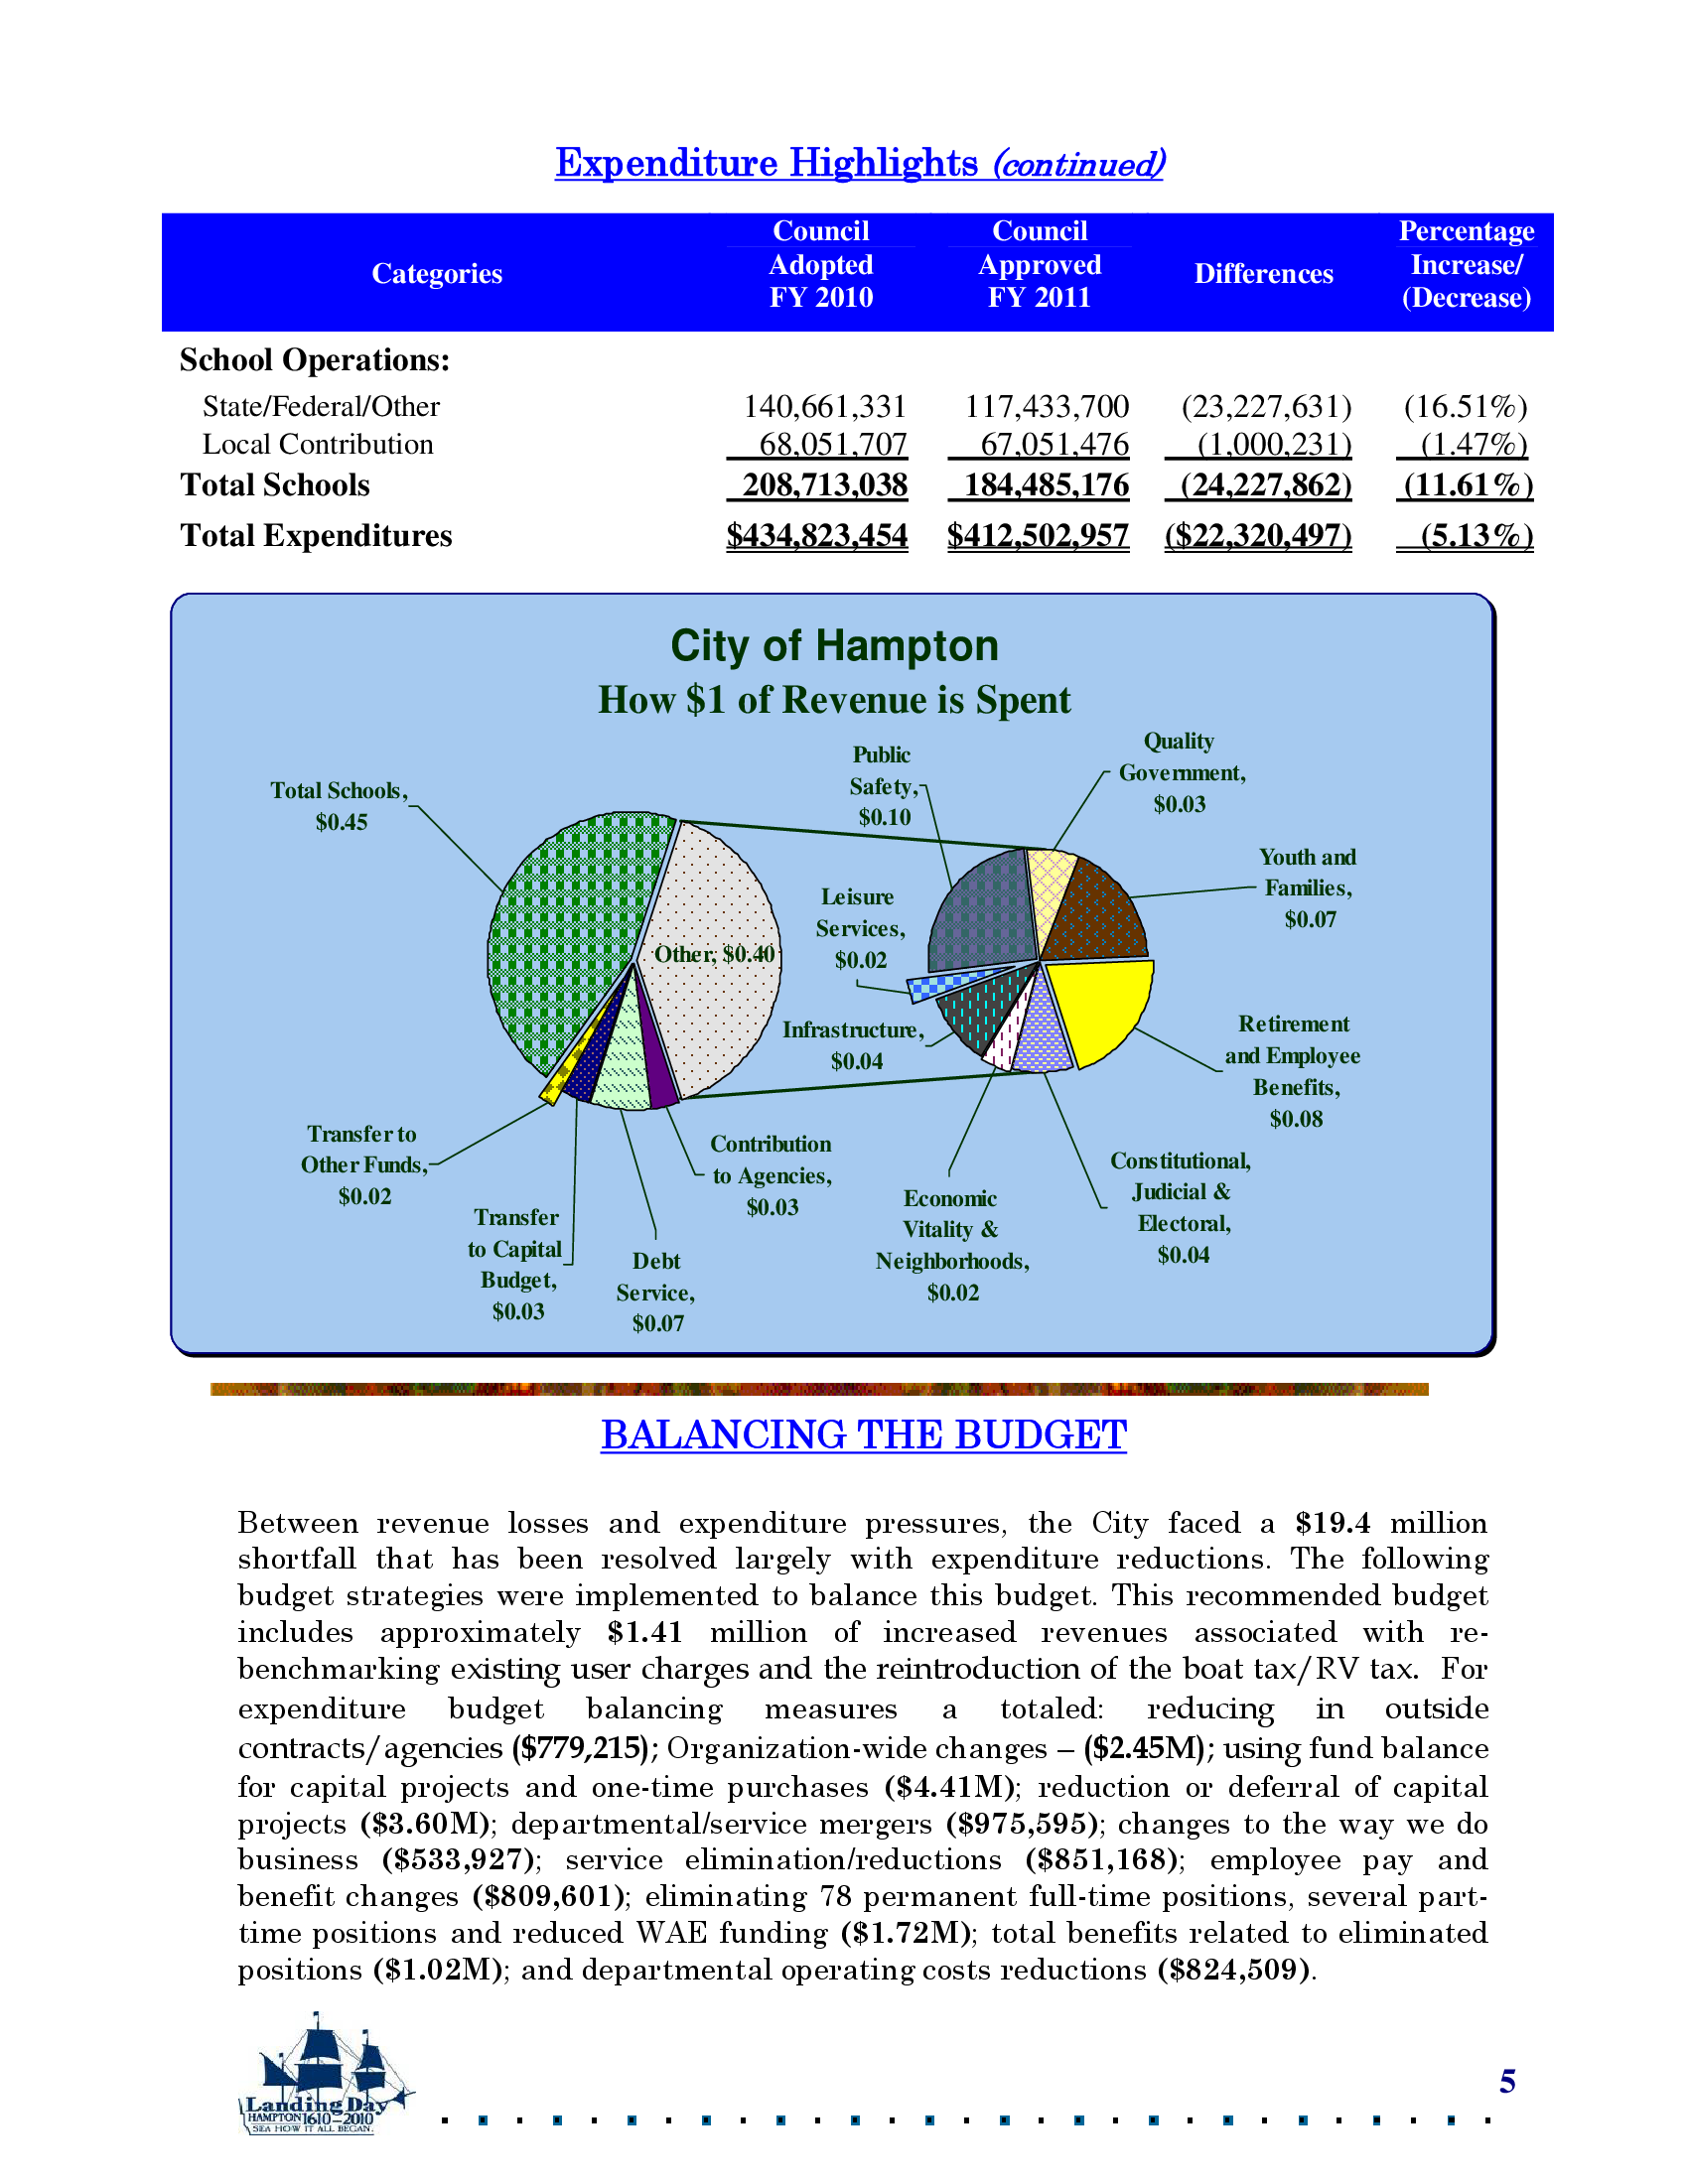 Expenditure Highlights (continued)
Categories
Council Adopted FY 2010
Council Approved FY 2011
Differences
Percentage Increase/ (Decrease)
School Operations:
State/Federal/Other 140,661,331 117,433,700 (23,227,631) (16.51%)
Local Contribution 68,051,707 67,051,476 (1,000,231) (1.47%)
Total Schools 208,713,038 184,485,176 (24,227,862) (11.61%)
Total Expenditures $434,823,454 $412,502,957 ($22,320,497) (5.13%)
City of Hampton
How $1 of Revenue is Spent
Total Schools,
$0.45
Other, $0.40
Transfer to
Other Funds,
$0.02
Transfer
to Capital
Budget,
$0.03
Debt
Service,
$0.07
Contribution
to Agencies,
$0.03
Public
Safety,
$0.10
Leisure
Services,
$0.02
Infrastructure,
$0.04
Economic
Vitality &
Neighborhoods,
$0.02
Constitutional,
Judicial &
Electoral,
$0.04
Retirement
and Employee
Benefits,
$0.08
Youth and
Families,
$0.07
Quality
Government,
$0.03
BALANCING THE BUDGET
Between revenue losses and expenditure pressures, the City faced a $19.4 million
shortfall that has been resolved largely with expenditure reductions. The following
budget strategies were implemented to balance this budget. This recommended budget
includes approximately $1.41 million of increased revenues associated with re-
benchmarking existing user charges and the reintroduction of the boat tax/RV tax. For
expenditure budget balancing measures a totaled: reducing in outside
contracts/agencies ($779,215); Organization-wide changes – ($2.45M); using fund balance
for capital projects and one-time purchases ($4.41M); reduction or deferral of capital
projects ($3.60M); departmental/service mergers ($975,595); changes to the way we do
business ($533,927); service elimination/reductions ($851,168); employee pay and
benefit changes ($809,601); eliminating 78 permanent full-time positions, several part-
time positions and reduced WAE funding ($1.72M); total benefits related to eliminated
positions ($1.02M); and departmental operating costs reductions ($824,509).
Landing Day
HAMPTON 1610–2010
SEA HOW IT ALL BEGAN.
5